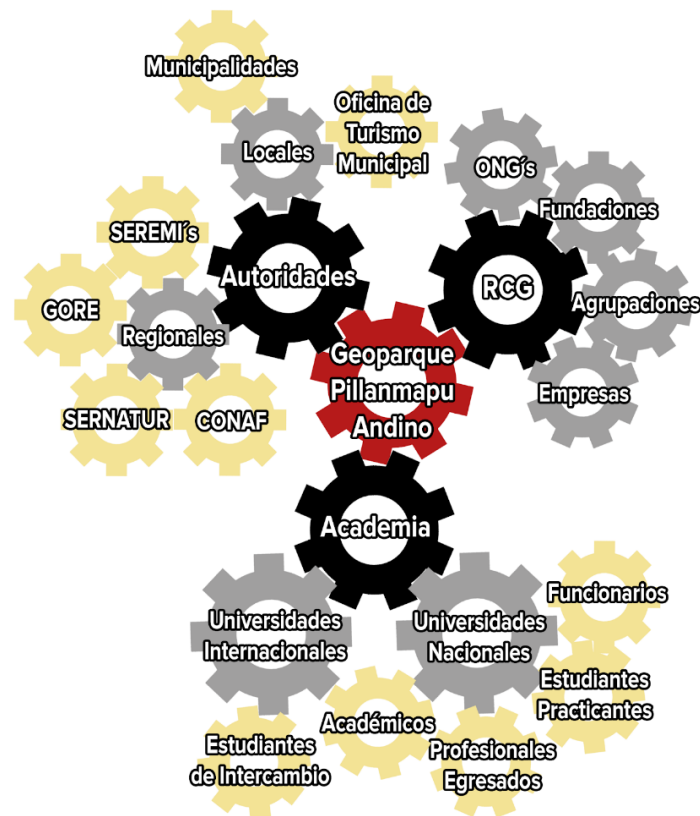 Municipalidades
Oficina de
Turismo
Municipal
Locales
ONG´s
Fundaciones
SEREMI´s
Autoridades
RCG
GORE
Agrupaciones
Regionales
Geoparque
Pillanmapu
Andino
Empresas
SERNATUR
CONAF
Academia
Funcionarios
Universidades
Internacionales
Universidades
Nacionales
Estudiantes
Practicantes
Académicos
Estudiantes
de Intercambio
Profesionales
Egresados